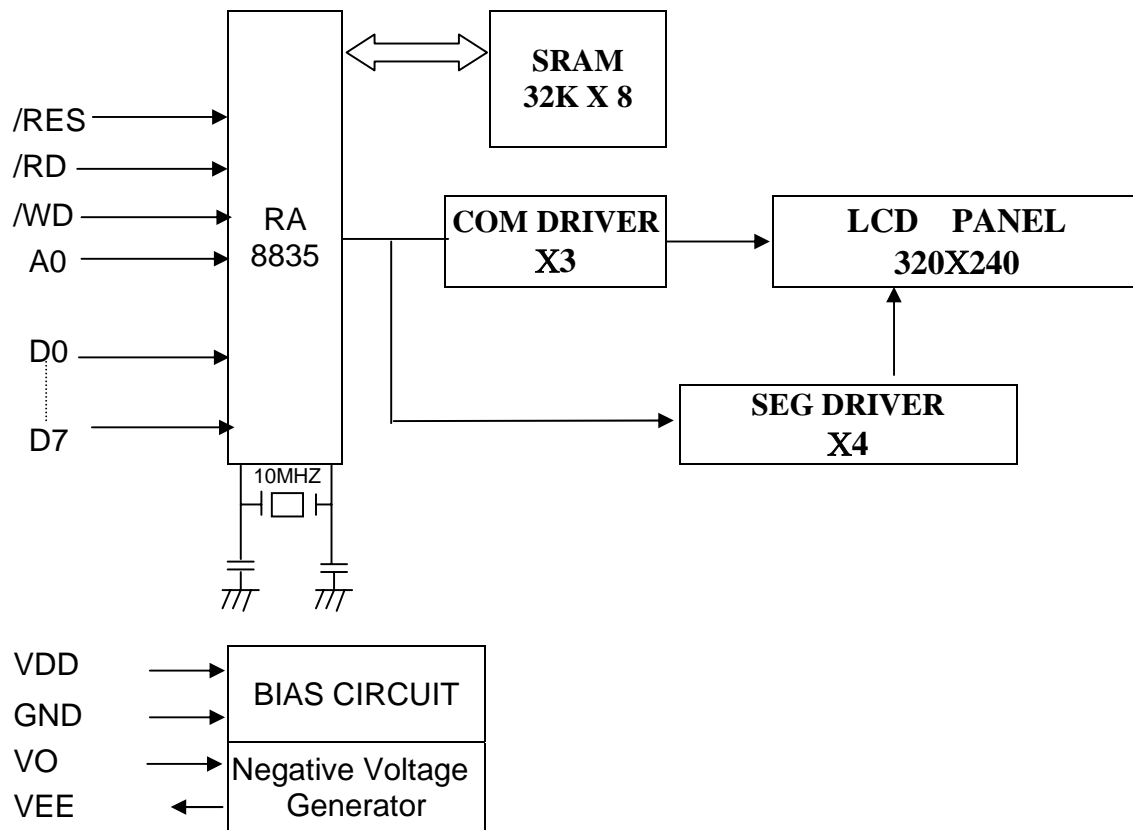 SRAM
32K X 8
/RES
/RD
/WD
A0
D0
D7
RA
8835
COM DRIVER
X3
LCD PANEL
320X240
SEG DRIVER
X4
10MHZ
VDD
GND
VO
VEE
BIAS CIRCUIT
Negative Voltage
Generator